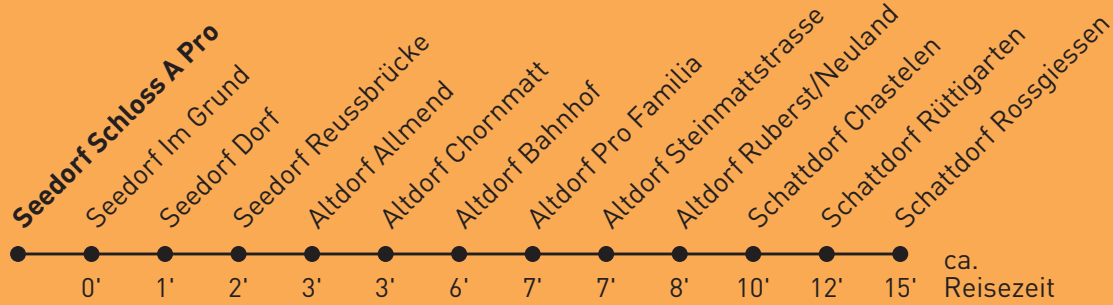 Seedorf Schloss A Pro
Seedorf Im Grund
Seedorf Dorf
Seedorf Reussbrücke
Altdorf Allmend
Altdorf Chornmatt
Altdorf Bahnhof
Altdorf Pro Familia
Altdorf Steinmattstrasse
Altdorf Ruberst/Neuland
Schattdorf Chastelen
Schattdorf Rüttigarten
Schattdorf Rossgiessen
0' 1' 2' 3' 3' 6' 7' 7' 8' 10' 12' 15'
ca.
Reisezeit